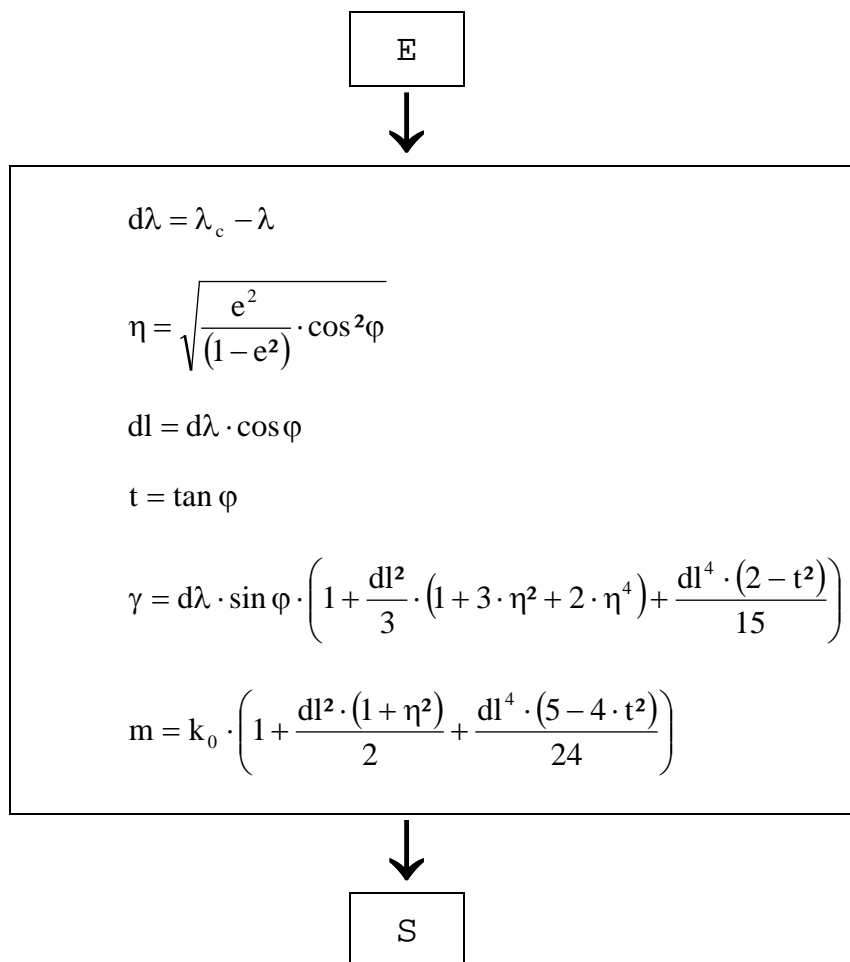 E
dλ = λ_c − λ
η = √(e²/(1 − e²) · cos²φ)
dl = dλ · cos φ
t = tan φ
γ = dλ · sin φ · (1 + dl²/3 · (1 + 3 · η² + 2 · η⁴) + dl⁴ · (2 − t²)/15)
m = k₀ · (1 + dl² · (1 + η²)/2 + dl⁴ · (5 − 4 · t²)/24)
S